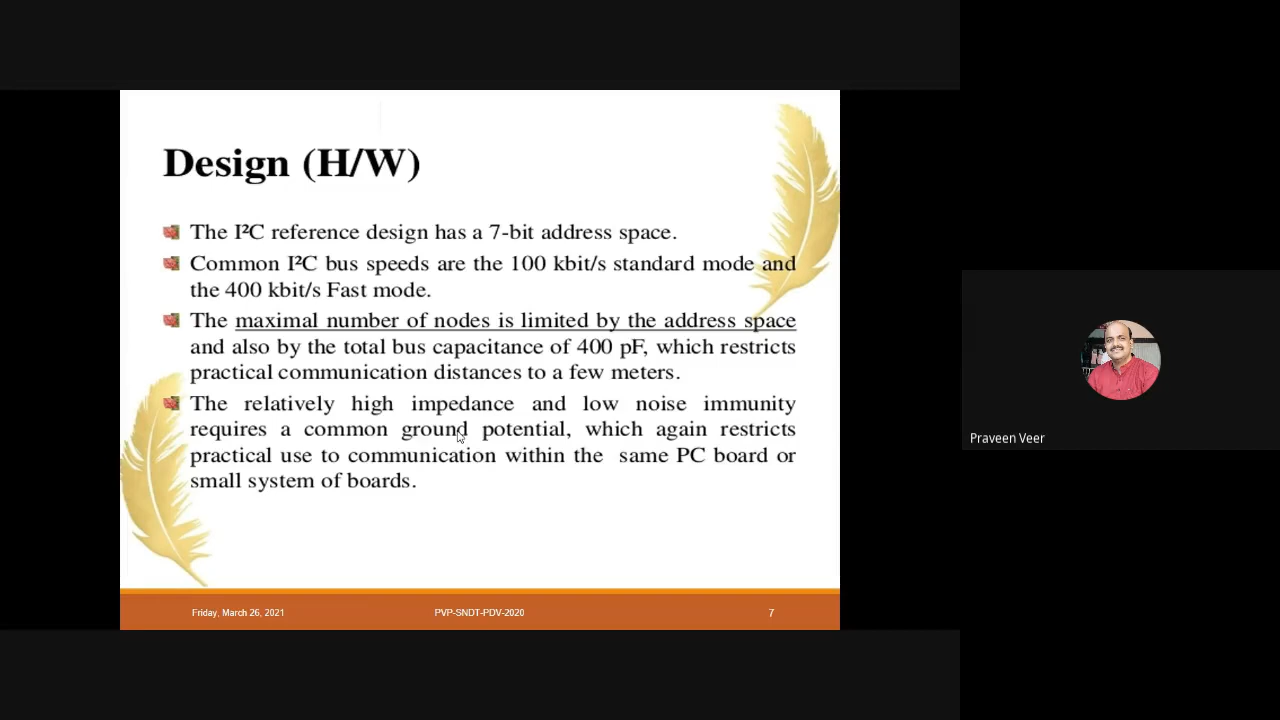 Design (H/W)
The I²C reference design has a 7-bit address space.
Common I²C bus speeds are the 100 kbit/s standard mode and
the 400 kbit/s Fast mode.
The maximal number of nodes is limited by the address space
and also by the total bus capacitance of 400 pF, which restricts
practical communication distances to a few meters.
The relatively high impedance and low noise immunity
requires a common ground potential, which again restricts
practical use to communication within the same PC board or
small system of boards.
Friday, March 26, 2021
PVP-SNDT-PDV-2020
7
Praveen Veer